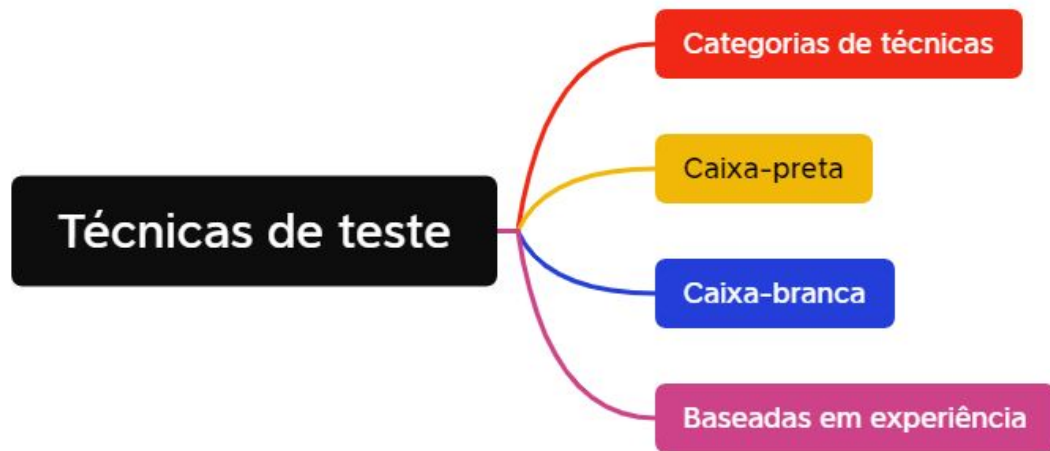 Técnicas de teste
Categorias de técnicas
Caixa-preta
Caixa-branca
Baseadas em experiência